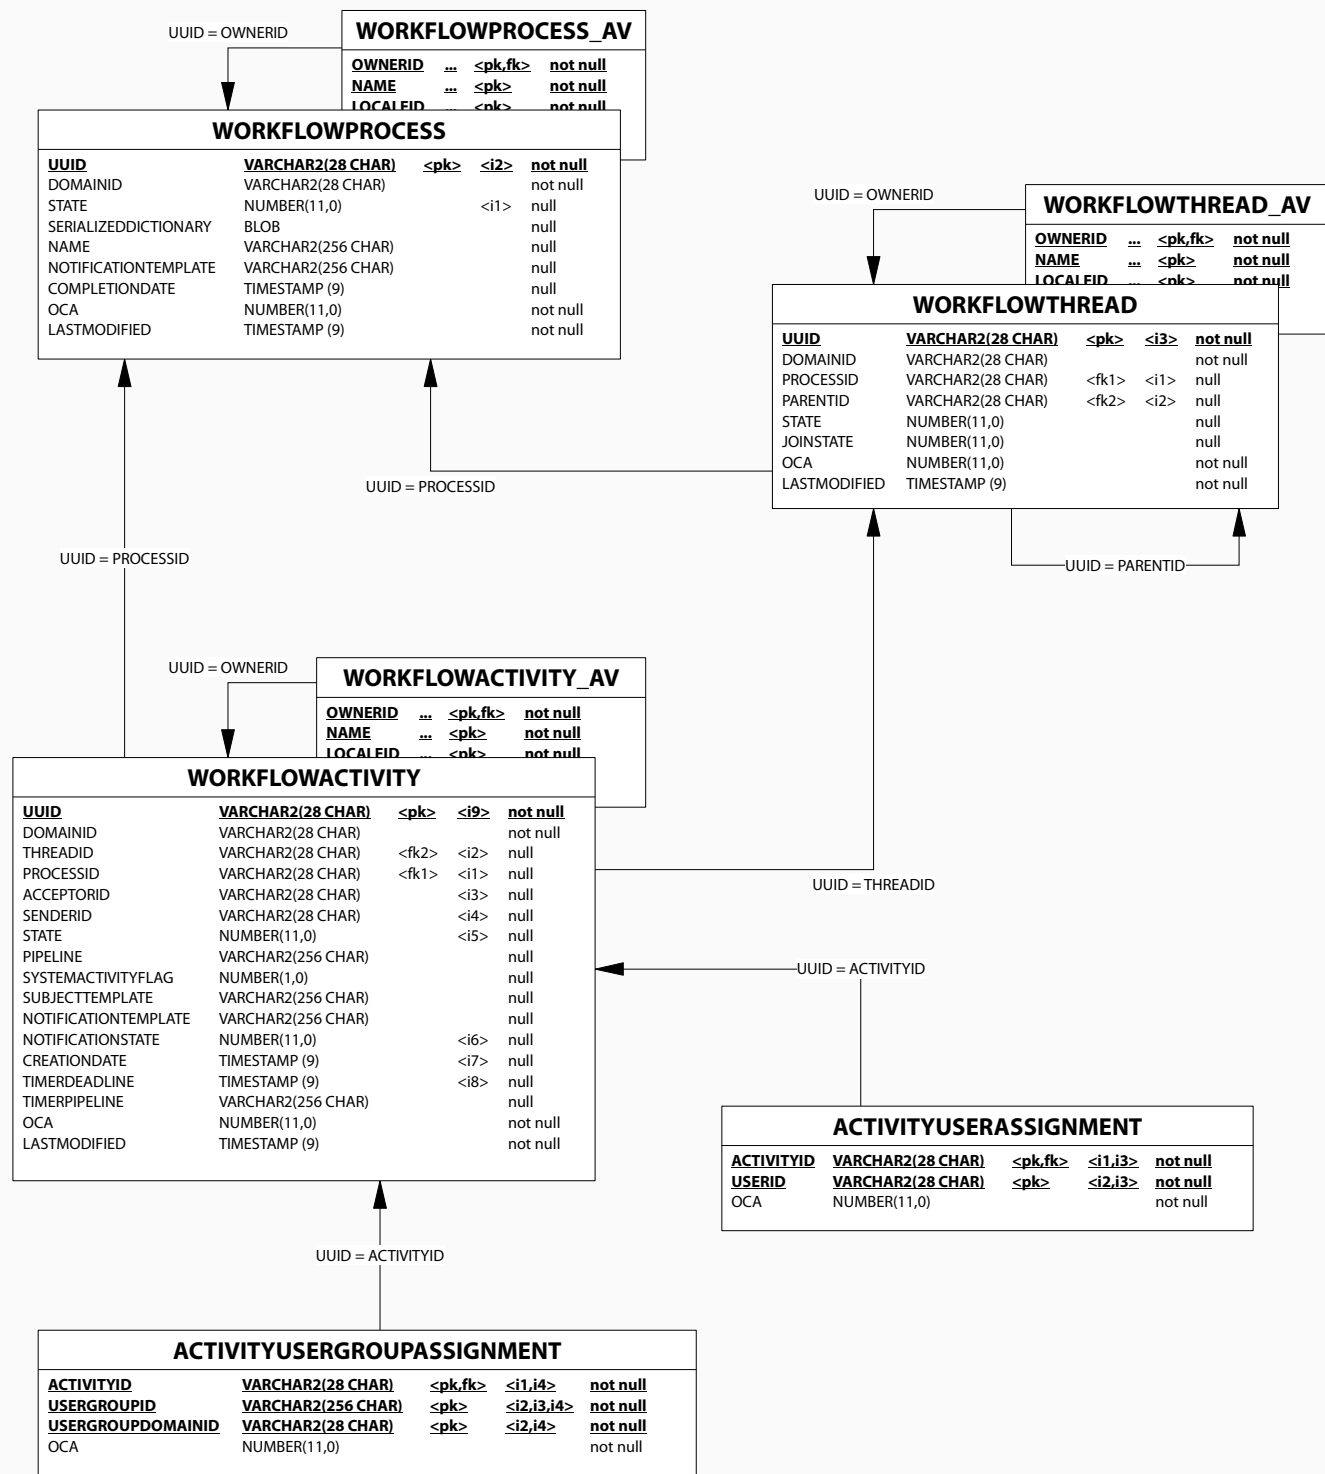 UUID = OWNERID
WORKFLOWPROCESS_AV
OWNERID ... <pk,fk> not null
NAME ... <pk> not null
LOCALEID ... <pk> not null
WORKFLOWPROCESS
UUID VARCHAR2(28 CHAR) <pk> <i2> not null
DOMAINID VARCHAR2(28 CHAR) not null
STATE NUMBER(11,0) <i1> null
SERIALIZEDDICTIONARY BLOB null
NAME VARCHAR2(256 CHAR) null
NOTIFICATIONTEMPLATE VARCHAR2(256 CHAR) null
COMPLETIONDATE TIMESTAMP (9) null
OCA NUMBER(11,0) not null
LASTMODIFIED TIMESTAMP (9) not null
UUID = OWNERID
WORKFLOWTHREAD_AV
OWNERID ... <pk,fk> not null
NAME ... <pk> not null
LOCALEID ... <pk> not null
WORKFLOWTHREAD
UUID VARCHAR2(28 CHAR) <pk> <i3> not null
DOMAINID VARCHAR2(28 CHAR) not null
PROCESSID VARCHAR2(28 CHAR) <fk1> <i1> null
PARENTID VARCHAR2(28 CHAR) <fk2> <i2> null
STATE NUMBER(11,0) null
JOINSTATE NUMBER(11,0) null
OCA NUMBER(11,0) not null
LASTMODIFIED TIMESTAMP (9) not null
UUID = PROCESSID
UUID = PROCESSID
UUID = PARENTID
UUID = OWNERID
WORKFLOWACTIVITY_AV
OWNERID ... <pk,fk> not null
NAME ... <pk> not null
LOCALEID ... <pk> not null
WORKFLOWACTIVITY
UUID VARCHAR2(28 CHAR) <pk> <i9> not null
DOMAINID VARCHAR2(28 CHAR) not null
THREADID VARCHAR2(28 CHAR) <fk2> <i2> null
PROCESSID VARCHAR2(28 CHAR) <fk1> <i1> null
ACCEPTORID VARCHAR2(28 CHAR) <i3> null
SENDERID VARCHAR2(28 CHAR) <i4> null
STATE NUMBER(11,0) <i5> null
PIPELINE VARCHAR2(256 CHAR) null
SYSTEMACTIVITYFLAG NUMBER(1,0) null
SUBJECTTEMPLATE VARCHAR2(256 CHAR) null
NOTIFICATIONTEMPLATE VARCHAR2(256 CHAR) null
NOTIFICATIONSTATE NUMBER(11,0) <i6> null
CREATIONDATE TIMESTAMP (9) <i7> null
TIMERDEADLINE TIMESTAMP (9) <i8> null
TIMERPIPELINE VARCHAR2(256 CHAR) null
OCA NUMBER(11,0) not null
LASTMODIFIED TIMESTAMP (9) not null
UUID = THREADID
UUID = ACTIVITYID
ACTIVITYUSERASSIGNMENT
ACTIVITYID VARCHAR2(28 CHAR) <pk,fk> <i1,i3> not null
USERID VARCHAR2(28 CHAR) <pk> <i2,i3> not null
OCA NUMBER(11,0) not null
UUID = ACTIVITYID
ACTIVITYUSERGROUPASSIGNMENT
ACTIVITYID VARCHAR2(28 CHAR) <pk,fk> <i1,i4> not null
USERGROUPID VARCHAR2(256 CHAR) <pk> <i2,i3,i4> not null
USERGROUPDOMAINID VARCHAR2(28 CHAR) <pk> <i2,i4> not null
OCA NUMBER(11,0) not null